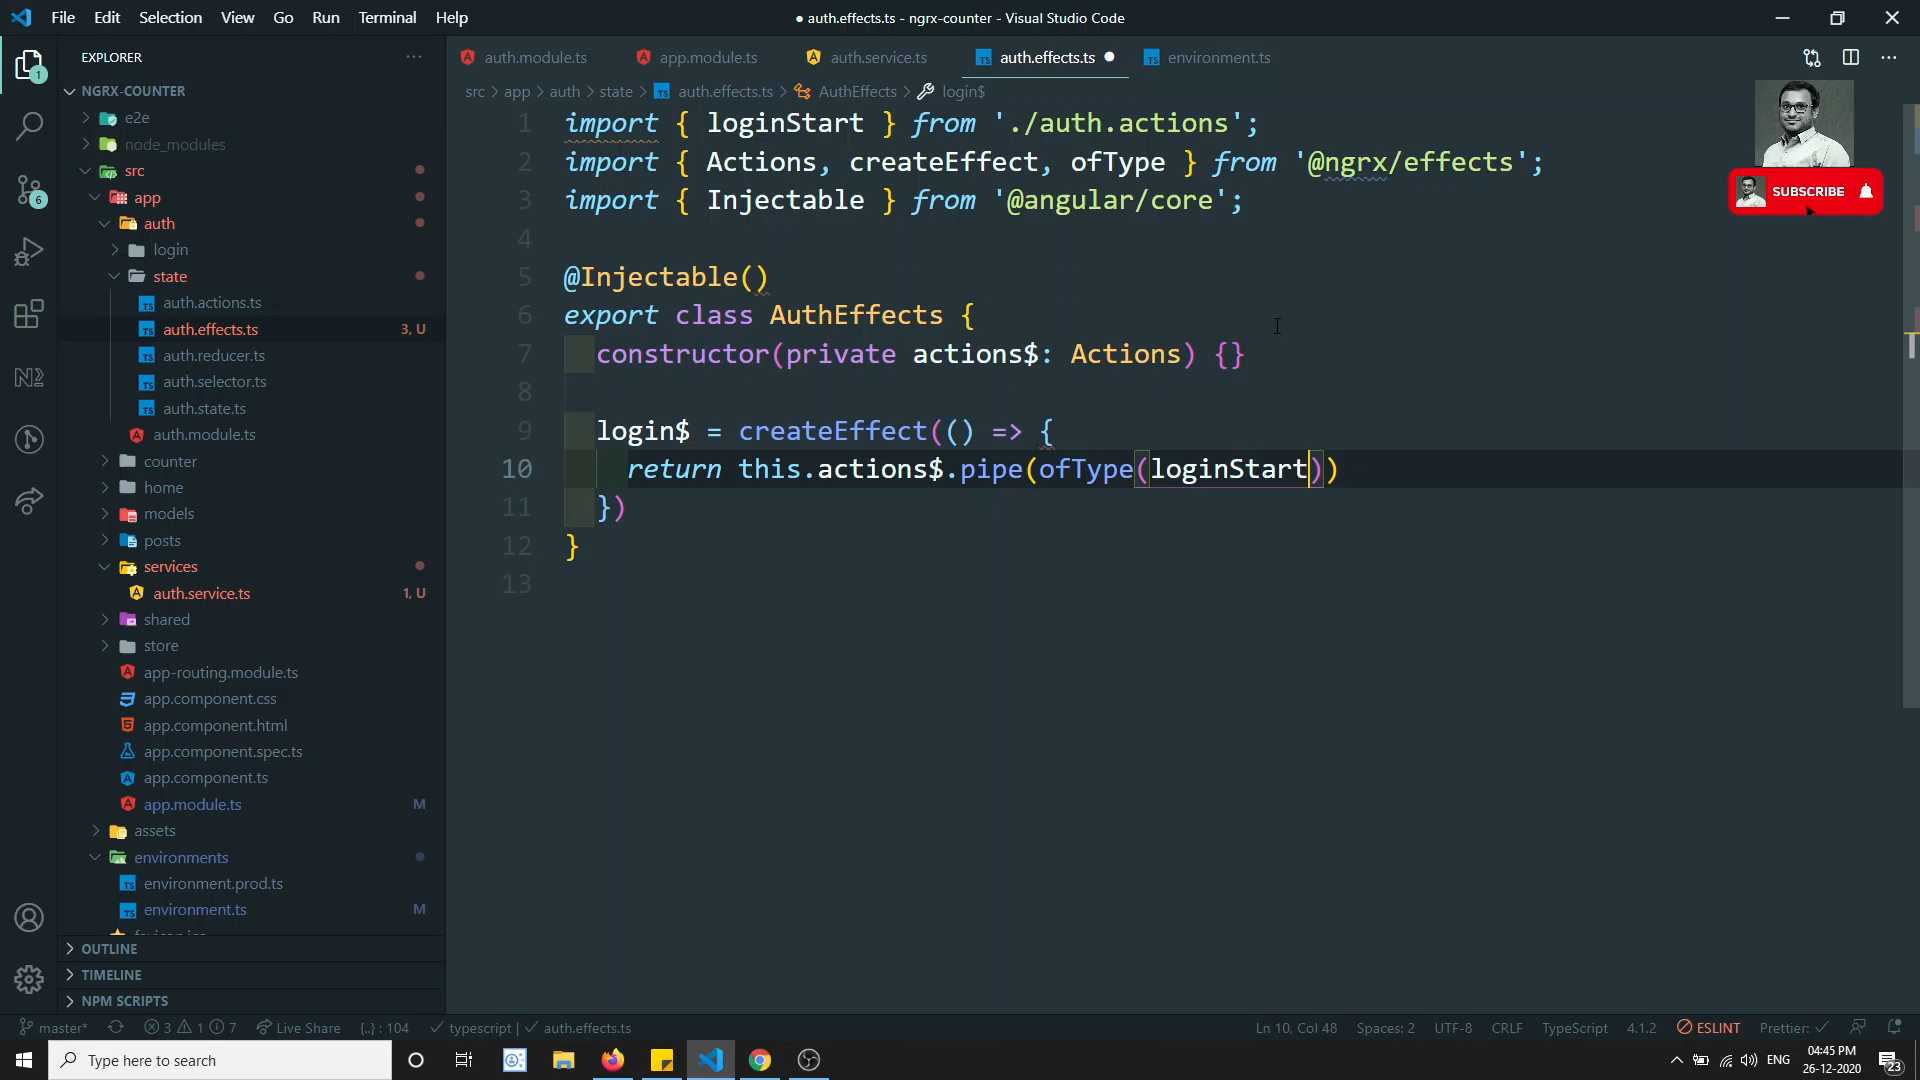 File Edit Selection View Go Run Terminal Help
● auth.effects.ts - ngrx-counter - Visual Studio Code
EXPLORER
auth.module.ts app.module.ts auth.service.ts auth.effects.ts environment.ts
src > app > auth > state > auth.effects.ts > AuthEffects > login$
1
6
NGRX-COUNTER
e2e
node_modules
src
app
auth
login
state
auth.actions.ts
auth.effects.ts 3, U
auth.reducer.ts
auth.selector.ts
auth.state.ts
auth.module.ts
counter
home
models
posts
services
auth.service.ts 1, U
shared
store
app-routing.module.ts
app.component.css
app.component.html
app.component.spec.ts
app.component.ts
app.module.ts M
assets
environments
environment.prod.ts
environment.ts M
OUTLINE
TIMELINE
NPM SCRIPTS
1 import { loginStart } from './auth.actions';
2 import { Actions, createEffect, ofType } from '@ngrx/effects';
3 import { Injectable } from '@angular/core';
4
5 @Injectable()
6 export class AuthEffects {
7 constructor(private actions$: Actions) {}
8
9 login$ = createEffect(() => {
10 return this.actions$.pipe(ofType(loginStart))
11 })
12 }
13
SUBSCRIBE
master* 3 1 7 Live Share {..} : 104 typescript | auth.effects.ts
Ln 10, Col 48 Spaces: 2 UTF-8 CRLF TypeScript 4.1.2 ESLINT Prettier:
Type here to search
ENG
04:45 PM
26-12-2020
23